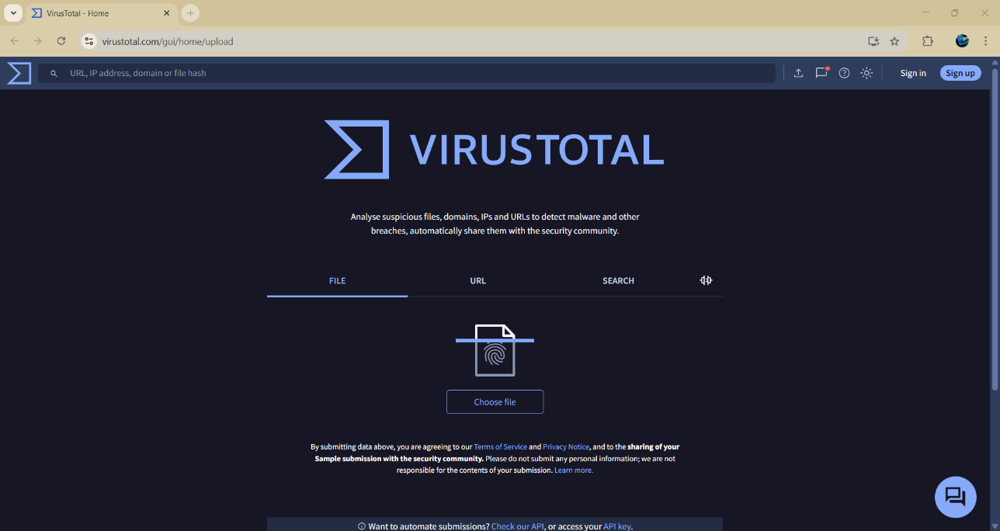 VirusTotal - Home
virustotal.com/gui/home/upload
URL, IP address, domain or file hash
Sign in
Sign up
VIRUSTOTAL
Analyse suspicious files, domains, IPs and URLs to detect malware and other
breaches, automatically share them with the security community.
FILE
URL
SEARCH
Choose file
By submitting data above, you are agreeing to our Terms of Service and Privacy Notice, and to the sharing of your
Sample submission with the security community. Please do not submit any personal information; we are not
responsible for the contents of your submission. Learn more.
Want to automate submissions? Check our API, or access your API key.